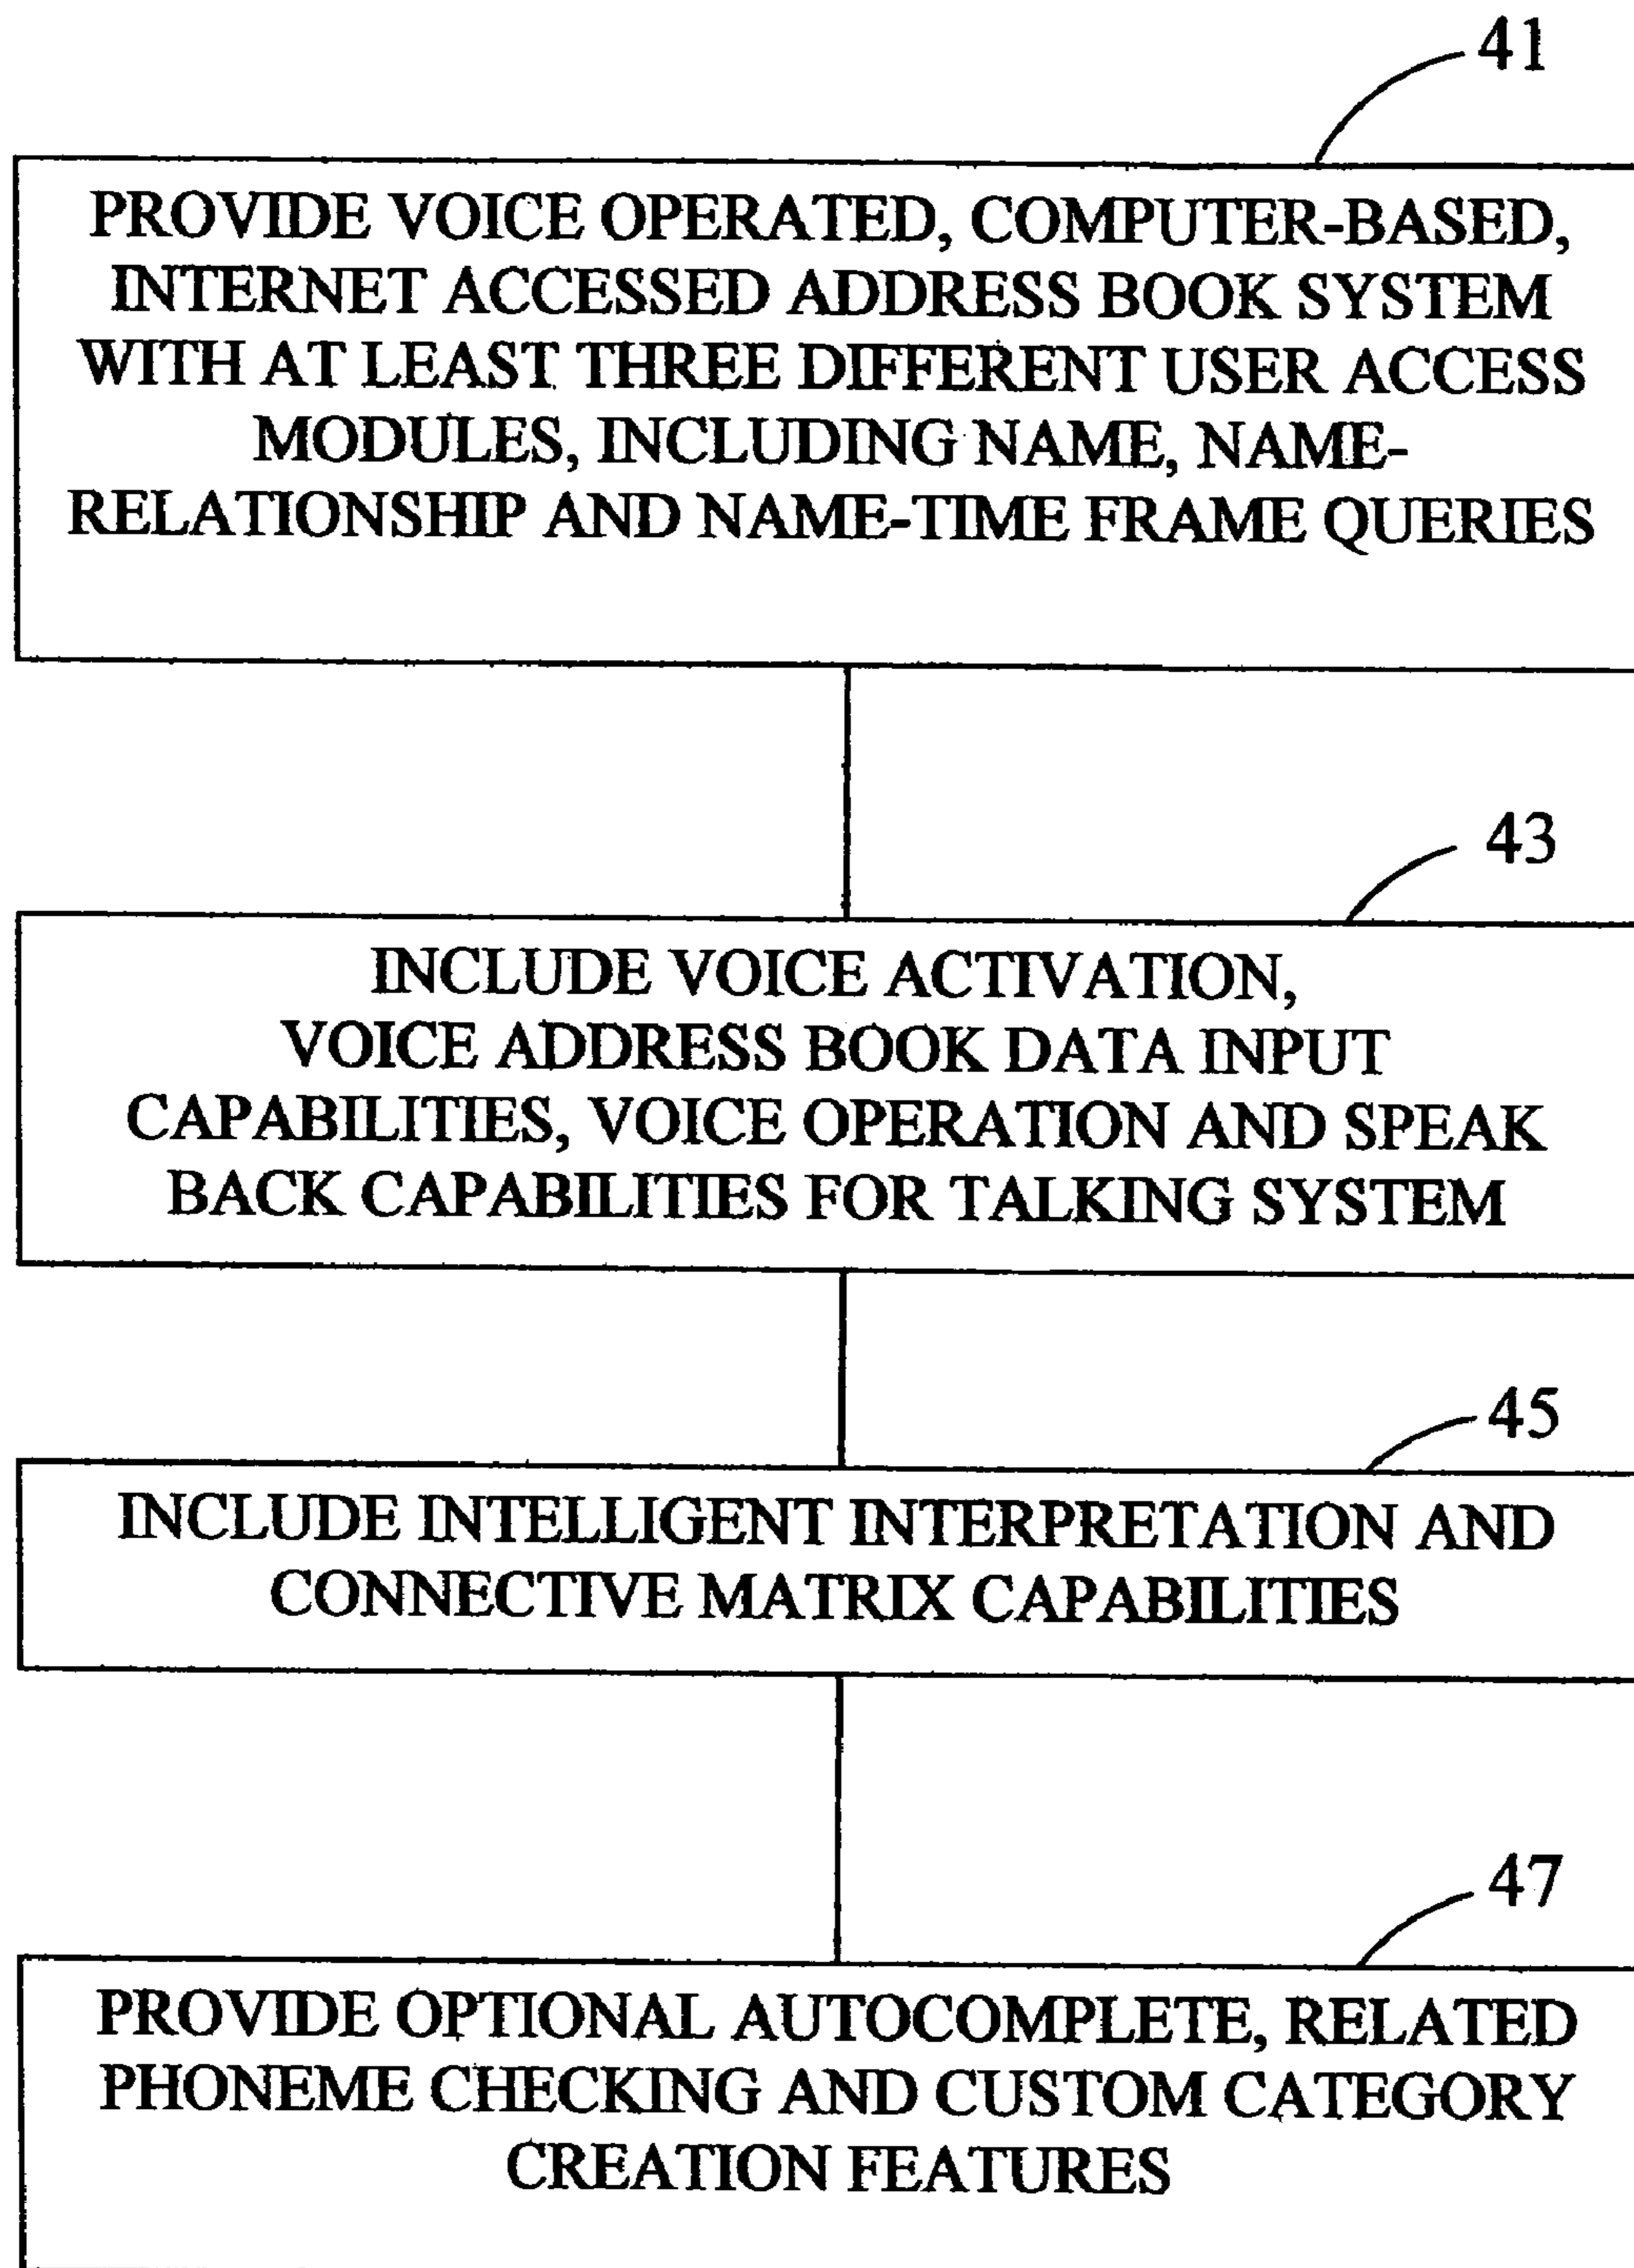 41
PROVIDE VOICE OPERATED, COMPUTER-BASED,
INTERNET ACCESSED ADDRESS BOOK SYSTEM
WITH AT LEAST THREE DIFFERENT USER ACCESS
MODULES, INCLUDING NAME, NAME-
RELATIONSHIP AND NAME-TIME FRAME QUERIES
43
INCLUDE VOICE ACTIVATION,
VOICE ADDRESS BOOK DATA INPUT
CAPABILITIES, VOICE OPERATION AND SPEAK
BACK CAPABILITIES FOR TALKING SYSTEM
45
INCLUDE INTELLIGENT INTERPRETATION AND
CONNECTIVE MATRIX CAPABILITIES
47
PROVIDE OPTIONAL AUTOCOMPLETE, RELATED
PHONEME CHECKING AND CUSTOM CATEGORY
CREATION FEATURES